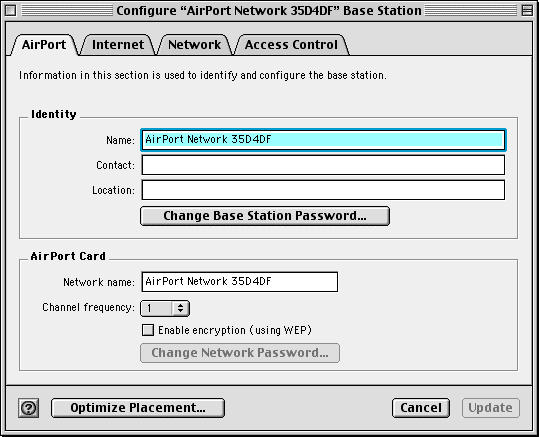 Configure “AirPort Network 35D4DF” Base Station
AirPort Internet Network Access Control
Information in this section is used to identify and configure the base station.
Identity
Name: AirPort Network 35D4DF
Contact:
Location:
Change Base Station Password...
AirPort Card
Network name: AirPort Network 35D4DF
Channel frequency: 1
Enable encryption (using WEP)
Change Network Password...
? Optimize Placement... Cancel Update